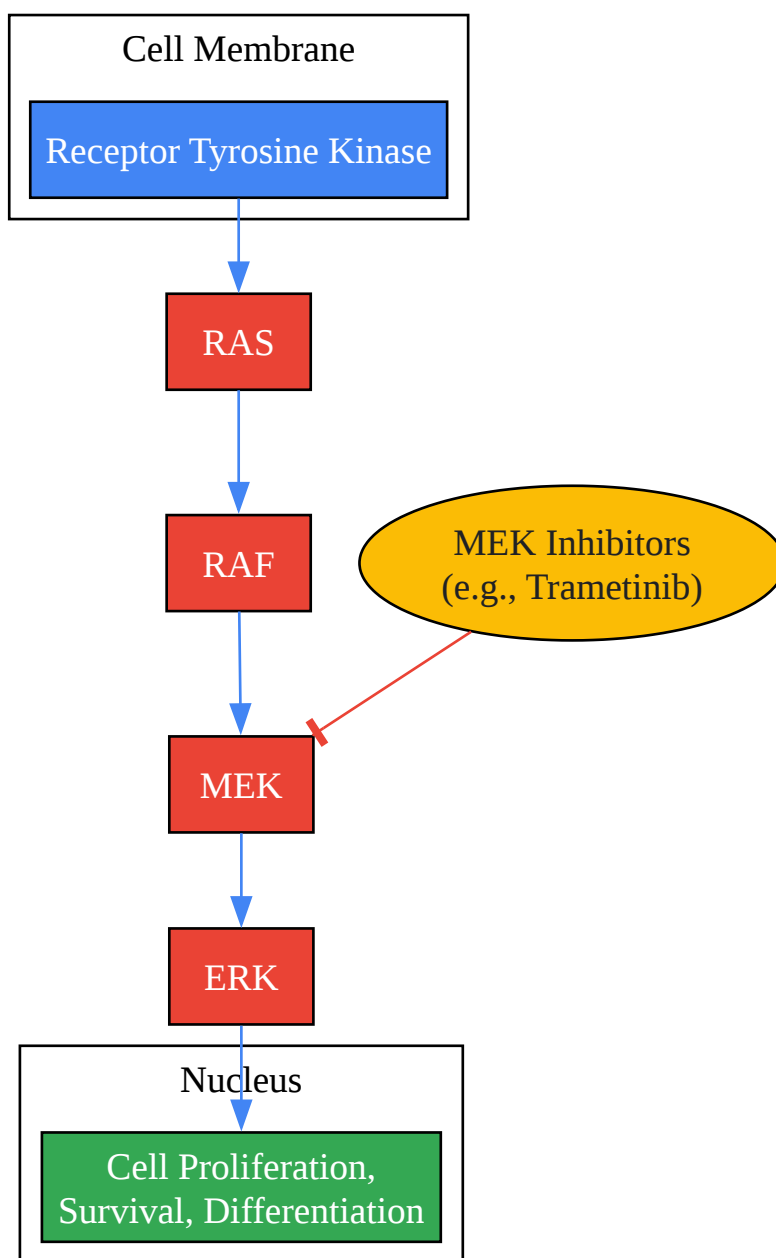 Cell Membrane
Receptor Tyrosine Kinase
RAS
RAF
MEK Inhibitors
(e.g., Trametinib)
MEK
ERK
Nucleus
Cell Proliferation,
Survival, Differentiation